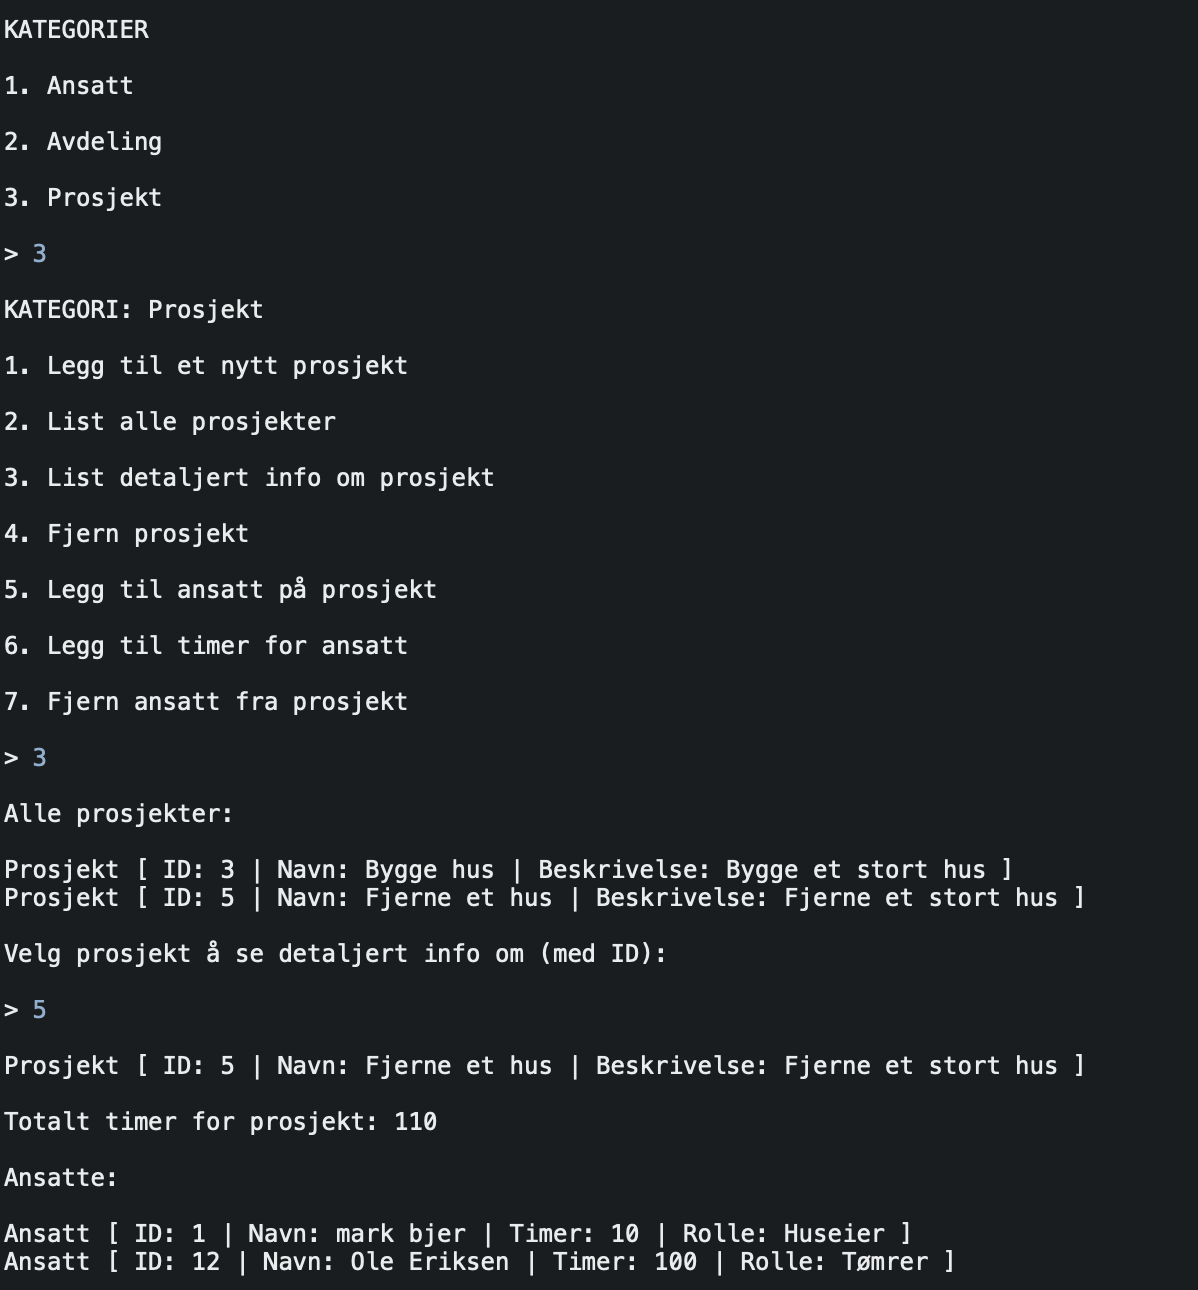 KATEGORIER
1. Ansatt
2. Avdeling
3. Prosjekt
> 3
KATEGORI: Prosjekt
1. Legg til et nytt prosjekt
2. List alle prosjekter
3. List detaljert info om prosjekt
4. Fjern prosjekt
5. Legg til ansatt på prosjekt
6. Legg til timer for ansatt
7. Fjern ansatt fra prosjekt
> 3
Alle prosjekter:
Prosjekt [ ID: 3 | Navn: Bygge hus | Beskrivelse: Bygge et stort hus ]
Prosjekt [ ID: 5 | Navn: Fjerne et hus | Beskrivelse: Fjerne et stort hus ]
Velg prosjekt å se detaljert info om (med ID):
> 5
Prosjekt [ ID: 5 | Navn: Fjerne et hus | Beskrivelse: Fjerne et stort hus ]
Totalt timer for prosjekt: 110
Ansatte:
Ansatt [ ID: 1 | Navn: mark bjer | Timer: 10 | Rolle: Huseier ]
Ansatt [ ID: 12 | Navn: Ole Eriksen | Timer: 100 | Rolle: Tømrer ]